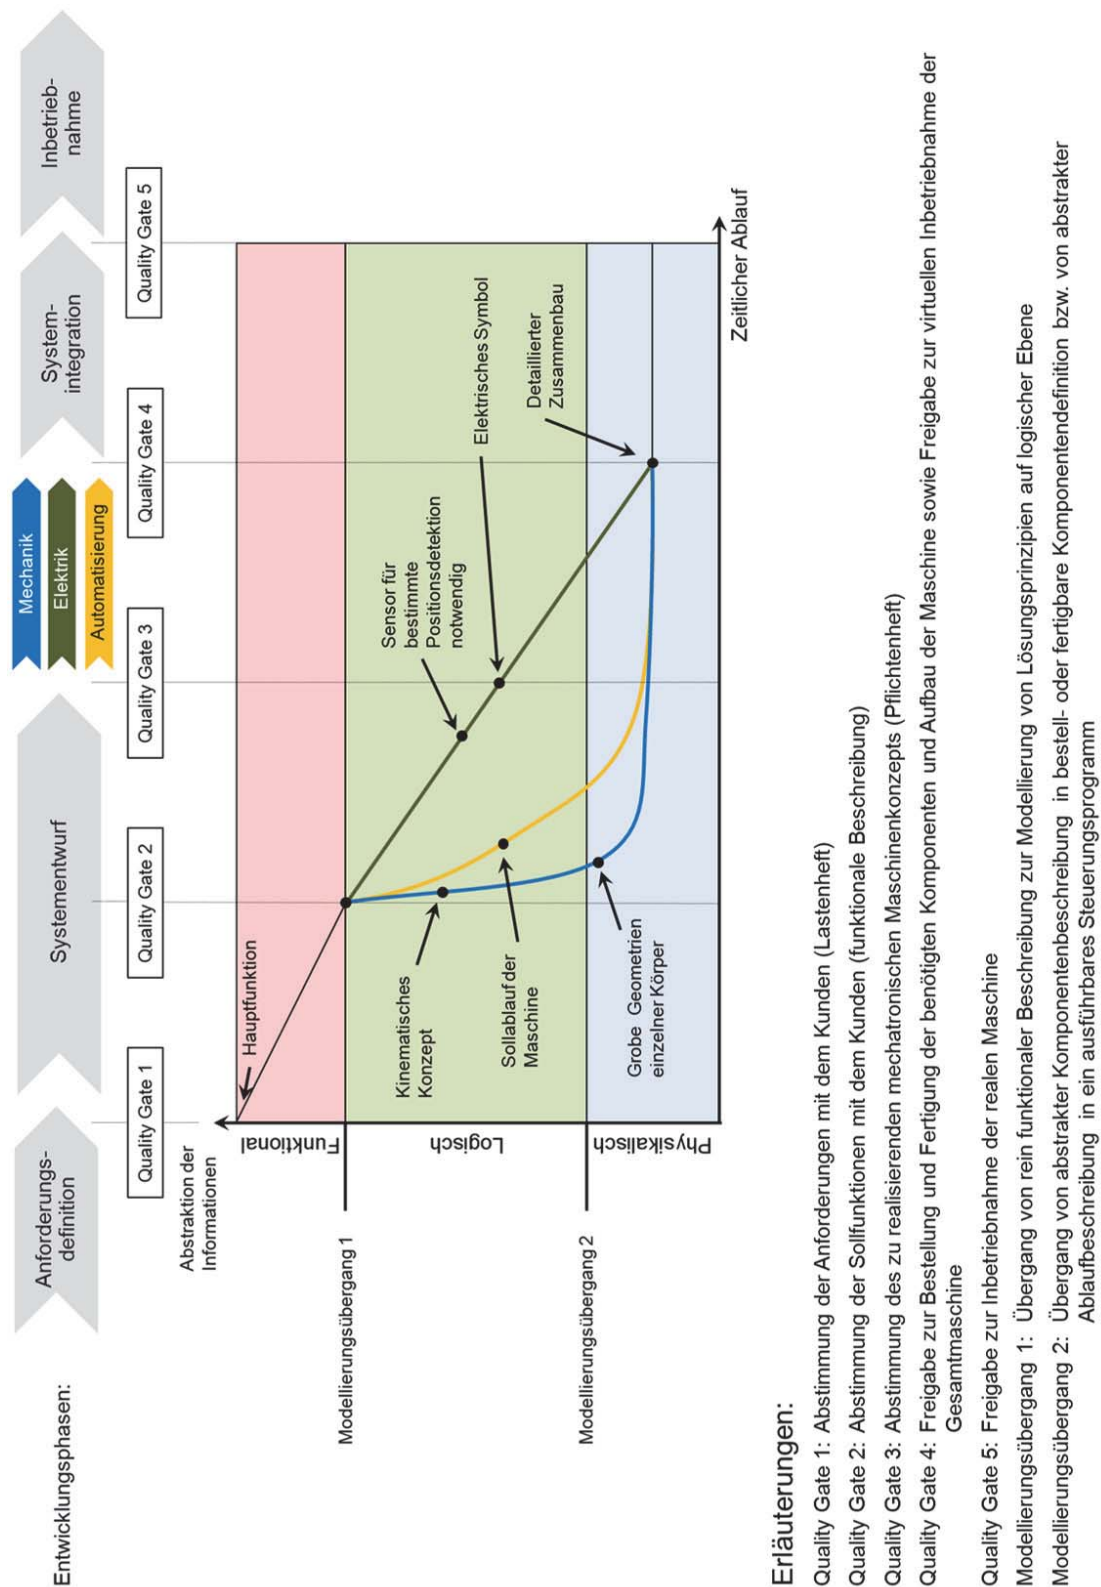 Entwicklungsphasen:
Anforderungs-
definition
Systementwurf
Mechanik
Elektrik
Automatisierung
System-
integration
Inbetrieb-
nahme
Quality Gate 1
Quality Gate 2
Quality Gate 3
Quality Gate 4
Quality Gate 5
Abstraktion der
Informationen
Hauptfunktion
Funktional
Modellierungsübergang 1
Logisch
Kinematisches
Konzept
Sollablauf der
Maschine
Sensor für
bestimmte
Positionsdetektion
notwendig
Elektrisches Symbol
Modellierungsübergang 2
Physikalisch
Grobe Geometrien
einzelner Körper
Detaillierter
Zusammenbau
Zeitlicher Ablauf
Erläuterungen:
Quality Gate 1: Abstimmung der Anforderungen mit dem Kunden (Lastenheft)
Quality Gate 2: Abstimmung der Sollfunktionen mit dem Kunden (funktionale Beschreibung)
Quality Gate 3: Abstimmung des zu realisierenden mechatronischen Maschinenkonzepts (Pflichtenheft)
Quality Gate 4: Freigabe zur Bestellung und Fertigung der benötigten Komponenten und Aufbau der Maschine sowie Freigabe zur virtuellen Inbetriebnahme der
Gesamtmaschine
Quality Gate 5: Freigabe zur Inbetriebnahme der realen Maschine
Modellierungsübergang 1: Übergang von rein funktionaler Beschreibung zur Modellierung von Lösungsprinzipien auf logischer Ebene
Modellierungsübergang 2: Übergang von abstrakter Komponentenbeschreibung in bestell- oder fertigbare Komponentendefinition bzw. von abstrakter
Ablaufbeschreibung in ein ausführbares Steuerungsprogramm